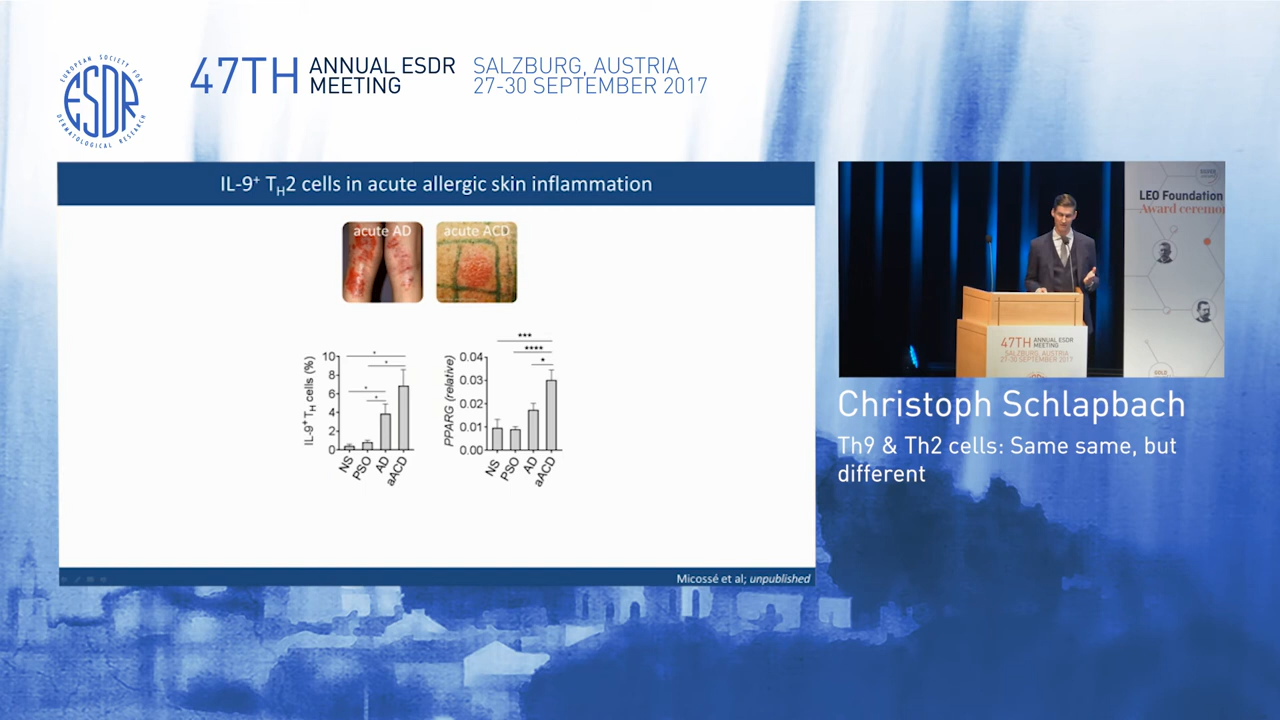 EUROPEAN SOCIETY FOR
ESDR
DERMATOLOGICAL RESEARCH
47TH
ANNUAL ESDR
MEETING
SALZBURG, AUSTRIA
27-30 SEPTEMBER 2017
IL-9+ TH2 cells in acute allergic skin inflammation
acute AD
acute ACD
IL-9+TH cells (%)
10
8
6
4
2
0
*
*
*
*
NS
PSO
AD
aACD
PPARG (relative)
0.04
0.03
0.02
0.01
0.00
***
****
*
NS
PSO
AD
aACD
Micossé et al; unpublished
LEO Foundation
Award ceremo
47TH
ANNUAL ESDR
MEETING
SALZBURG, AUSTRIA
27-30 SEPTEMBER 2017
GOLD
Christoph Schlapbach
Th9 & Th2 cells: Same same, but
different